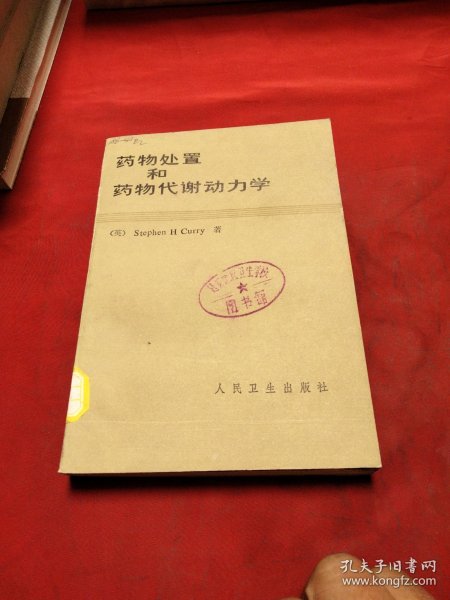 药物处置
和
药物代谢动力学
〔英〕 Stephen H Curry 著
图书馆
人民卫生出版社
孔夫子旧书网
www.kongfz.com